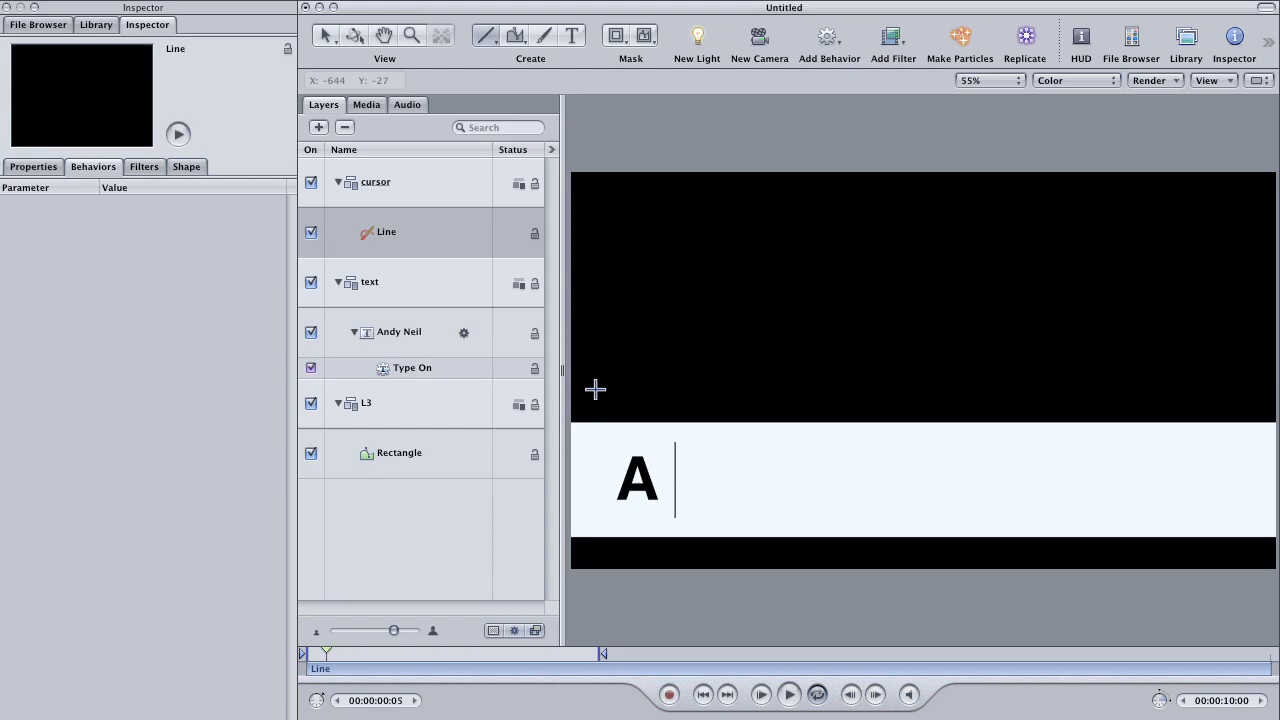 Inspector
Untitled
File Browser Library Inspector
Line
View
Create
Mask
New Light
New Camera
Add Behavior
Add Filter
Make Particles
Replicate
HUD
File Browser
Library
Inspector
X: -644 Y: -27
55%
Color
Render
View
Layers Media Audio
Search
On Name Status
Properties Behaviors Filters Shape
Parameter Value
cursor
Line
text
Andy Neil
Type On
L3
Rectangle
A
Line
00:00:00:05
00:00:10:00